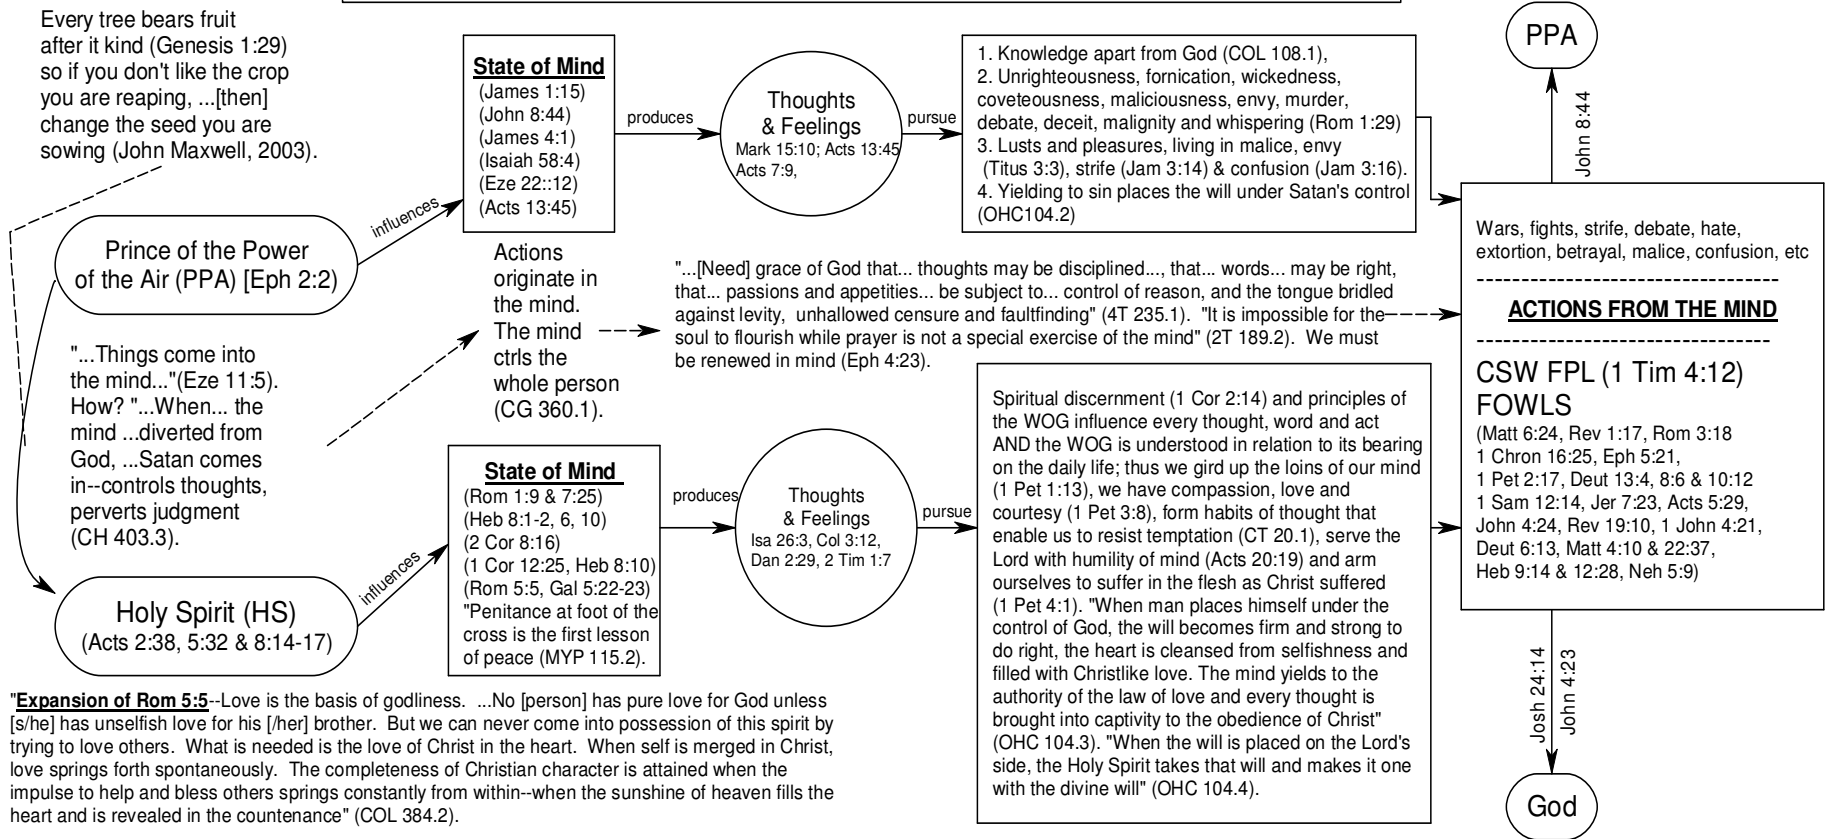 Every tree bears fruit
after it kind (Genesis 1:29)
so if you don't like the crop
you are reaping, ...[then]
change the seed you are
sowing (John Maxwell, 2003).
Prince of the Power
of the Air (PPA) [Eph 2:2)
influences
State of Mind
(James 1:15)
(John 8:44)
(James 4:1)
(Isaiah 58:4)
(Eze 22::12)
(Acts 13:45)
produces
Thoughts
& Feelings
Mark 15:10; Acts 13:45
Acts 7:9,
pursue
1. Knowledge apart from God (COL 108.1),
2. Unrighteousness, fornication, wickedness,
coveteousness, maliciousness, envy, murder,
debate, deceit, malignity and whispering (Rom 1:29)
3. Lusts and pleasures, living in malice, envy
(Titus 3:3), strife (Jam 3:14) & confusion (Jam 3:16).
4. Yielding to sin places the will under Satan's control
(OHC104.2)
PPA
John 8:44
Wars, fights, strife, debate, hate,
extortion, betrayal, malice, confusion, etc
ACTIONS FROM THE MIND
CSW FPL (1 Tim 4:12)
FOWLS
(Matt 6:24, Rev 1:17, Rom 3:18
1 Chron 16:25, Eph 5:21,
1 Pet 2:17, Deut 13:4, 8:6 & 10:12
1 Sam 12:14, Jer 7:23, Acts 5:29,
John 4:24, Rev 19:10, 1 John 4:21,
Deut 6:13, Matt 4:10 & 22:37,
Heb 9:14 & 12:28, Neh 5:9)
Josh 24:14
John 4:23
God
"...Things come into
the mind..."(Eze 11:5).
How? "...When... the
mind ...diverted from
God, ...Satan comes
in--controls thoughts,
perverts judgment
(CH 403.3).
Actions
originate in
the mind.
The mind
ctrls the
whole person
(CG 360.1).
"...[Need] grace of God that... thoughts may be disciplined..., that... words... may be right,
that... passions and appetities... be subject to... control of reason, and the tongue bridled
against levity, unhallowed censure and faultfinding" (4T 235.1). "It is impossible for the
soul to flourish while prayer is not a special exercise of the mind" (2T 189.2). We must
be renewed in mind (Eph 4:23).
Holy Spirit (HS)
(Acts 2:38, 5:32 & 8:14-17)
influences
State of Mind
(Rom 1:9 & 7:25)
(Heb 8:1-2, 6, 10)
(2 Cor 8:16)
(1 Cor 12:25, Heb 8:10)
(Rom 5:5, Gal 5:22-23)
"Penitance at foot of the
cross is the first lesson
of peace (MYP 115.2).
produces
Thoughts
& Feelings
Isa 26:3, Col 3:12,
Dan 2:29, 2 Tim 1:7
pursue
Spiritual discernment (1 Cor 2:14) and principles of
the WOG influence every thought, word and act
AND the WOG is understood in relation to its bearing
on the daily life; thus we gird up the loins of our mind
(1 Pet 1:13), we have compassion, love and
courtesy (1 Pet 3:8), form habits of thought that
enable us to resist temptation (CT 20.1), serve the
Lord with humility of mind (Acts 20:19) and arm
ourselves to suffer in the flesh as Christ suffered
(1 Pet 4:1). "When man places himself under the
control of God, the will becomes firm and strong to
do right, the heart is cleansed from selfishness and
filled with Christlike love. The mind yields to the
authority of the law of love and every thought is
brought into captivity to the obedience of Christ"
(OHC 104.3). "When the will is placed on the Lord's
side, the Holy Spirit takes that will and makes it one
with the divine will" (OHC 104.4).
"Expansion of Rom 5:5--Love is the basis of godliness. ...No [person] has pure love for God unless
[s/he] has unselfish love for his [/her] brother. But we can never come into possession of this spirit by
trying to love others. What is needed is the love of Christ in the heart. When self is merged in Christ,
love springs forth spontaneously. The completeness of Christian character is attained when the
impulse to help and bless others springs constantly from within--when the sunshine of heaven fills the
heart and is revealed in the countenance" (COL 384.2).